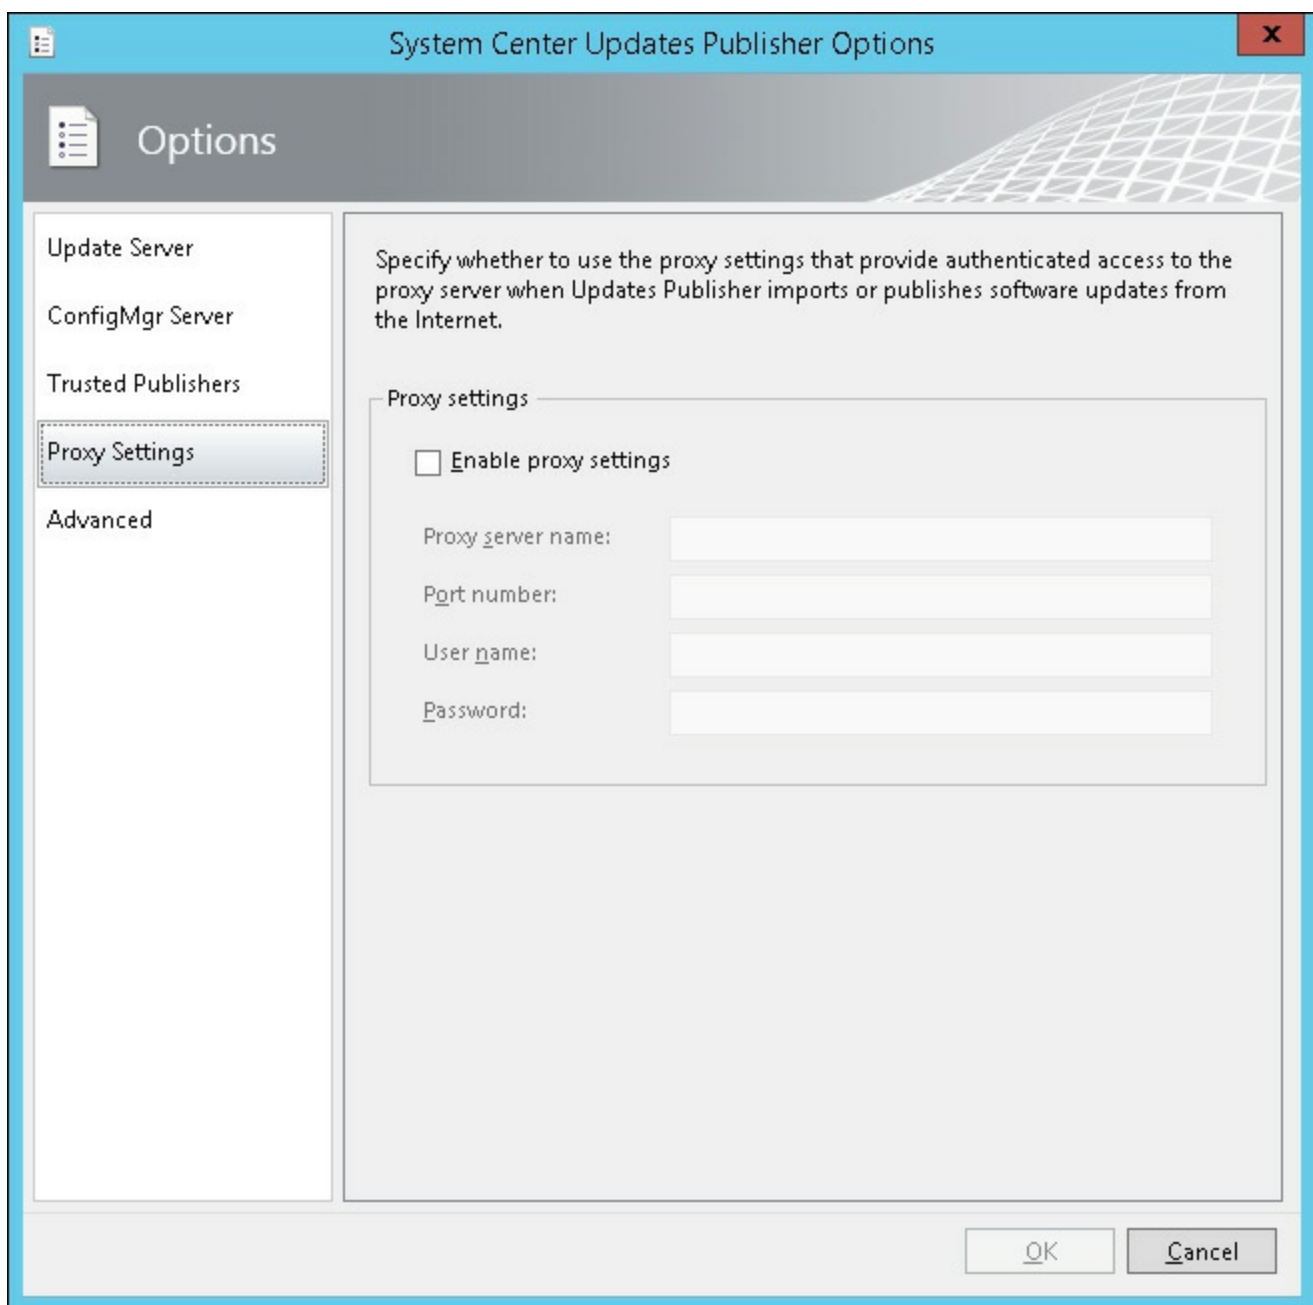 System Center Updates Publisher Options
x
Options
Update Server
ConfigMgr Server
Trusted Publishers
Proxy Settings
Advanced
Specify whether to use the proxy settings that provide authenticated access to the
proxy server when Updates Publisher imports or publishes software updates from
the Internet.
Proxy settings
Enable proxy settings
Proxy server name:
Port number:
User name:
Password:
OK
Cancel